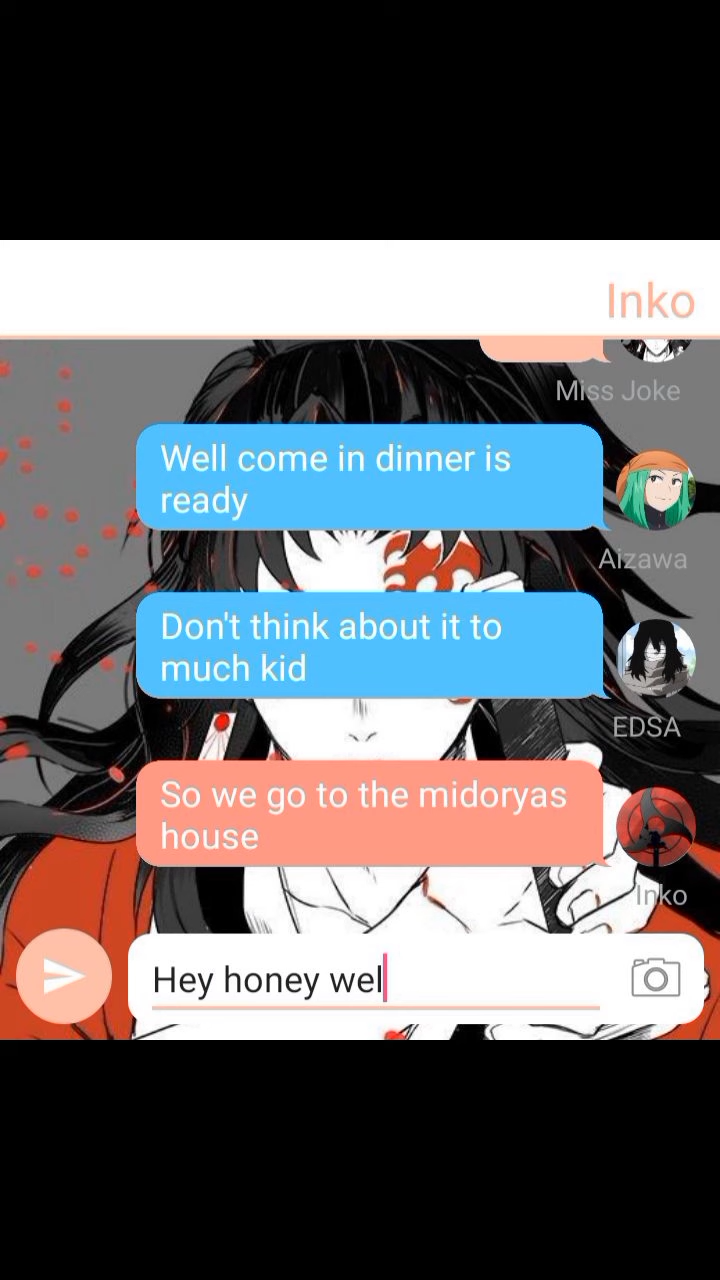 Inko
Miss Joke
Well come in dinner is
ready
Aizawa
Don't think about it to
much kid
EDSA
So we go to the midoryas
house
Inko
Hey honey wel